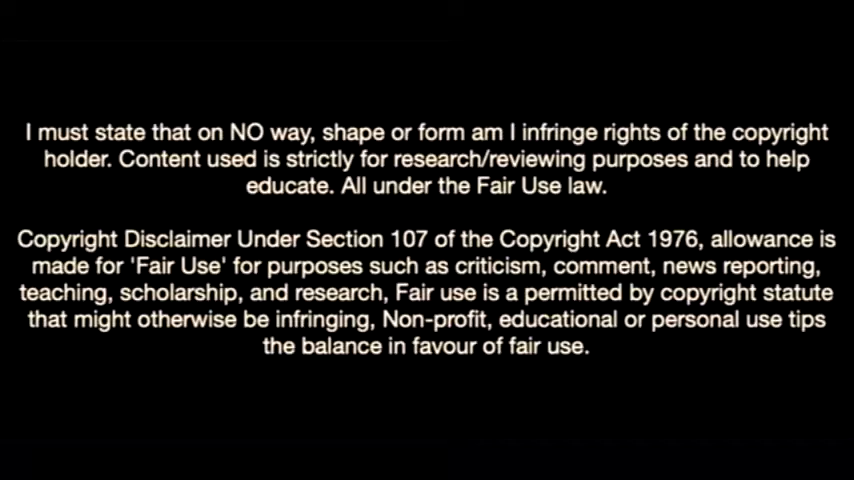 I must state that on NO way, shape or form am I infringe rights of the copyright
holder. Content used is strictly for research/reviewing purposes and to help
educate. All under the Fair Use law.
Copyright Disclaimer Under Section 107 of the Copyright Act 1976, allowance is
made for 'Fair Use' for purposes such as criticism, comment, news reporting,
teaching, scholarship, and research, Fair use is a permitted by copyright statute
that might otherwise be infringing, Non-profit, educational or personal use tips
the balance in favour of fair use.